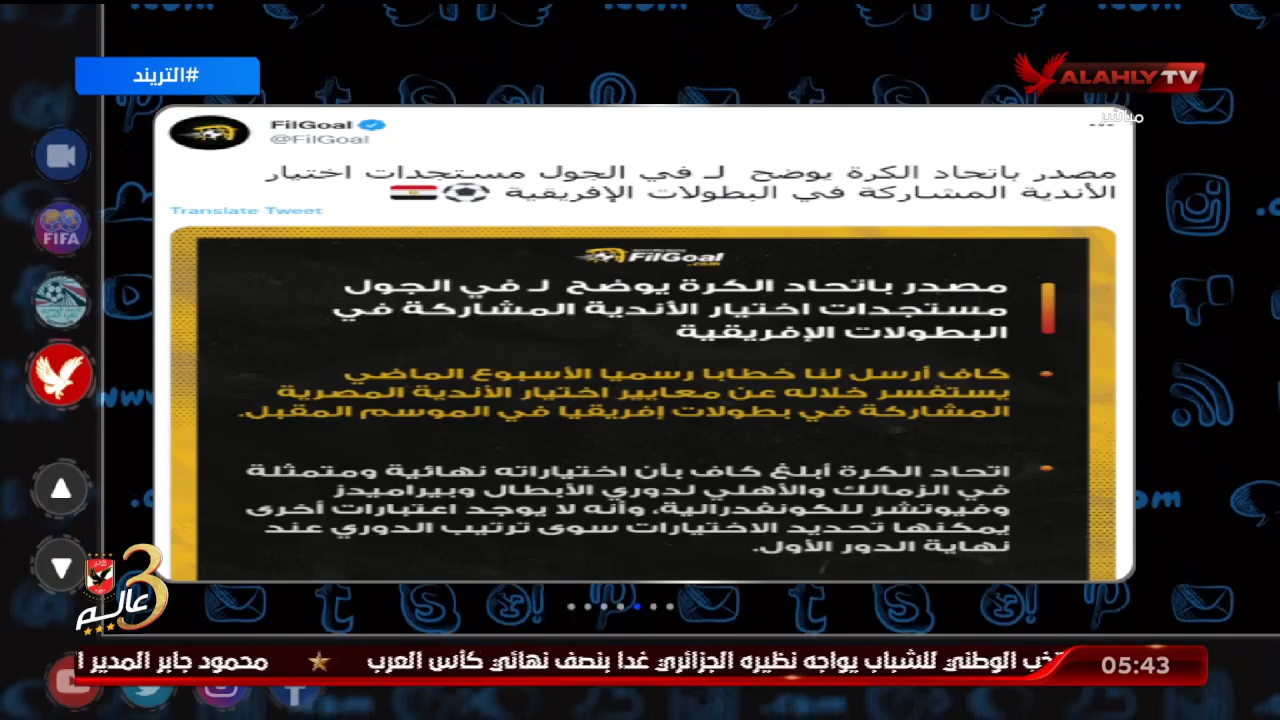 #التريند
ALAHLY TV
مباشر
FilGoal
@FilGoal
مصدر باتحاد الكرة يوضح لـ في الجول مستجدات اختيار
الأندية المشاركة في البطولات الإفريقية
Translate Tweet
FilGoal
.com
مصدر باتحاد الكرة يوضح لـ في الجول
مستجدات اختيار الأندية المشاركة في
البطولات الإفريقية
كاف أرسل لنا خطابا رسميا الأسبوع الماضي
يستفسر خلاله عن معايير اختيار الأندية المصرية
المشاركة في بطولات إفريقيا في الموسم المقبل.
اتحاد الكرة أبلغ كاف بأن اختياراته نهائية ومتمثلة
في الزمالك والأهلي لدوري الأبطال وبيراميدز
وفيوتشر للكونفدرالية، وأنه لا يوجد اعتبارات أخرى
يمكنها تحديد الاختيارات سوى ترتيب الدوري عند
نهاية الدور الأول.
FIFA
3
عالم
الوطني للشباب يواجه نظيره الجزائري غدا بنصف نهائي كأس العرب
محمود جابر المدير
05:43